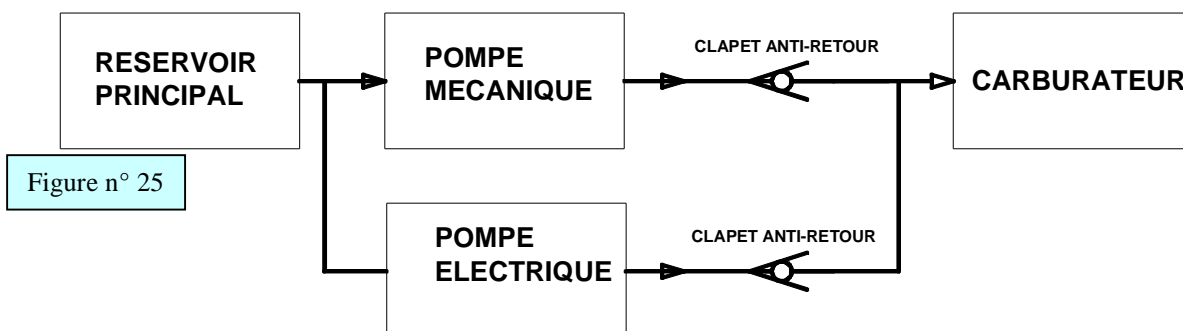 RESERVOIR
PRINCIPAL
POMPE
MECANIQUE
CLAPET ANTI-RETOUR
CARBURATEUR
Figure n° 25
POMPE
ELECTRIQUE
CLAPET ANTI-RETOUR